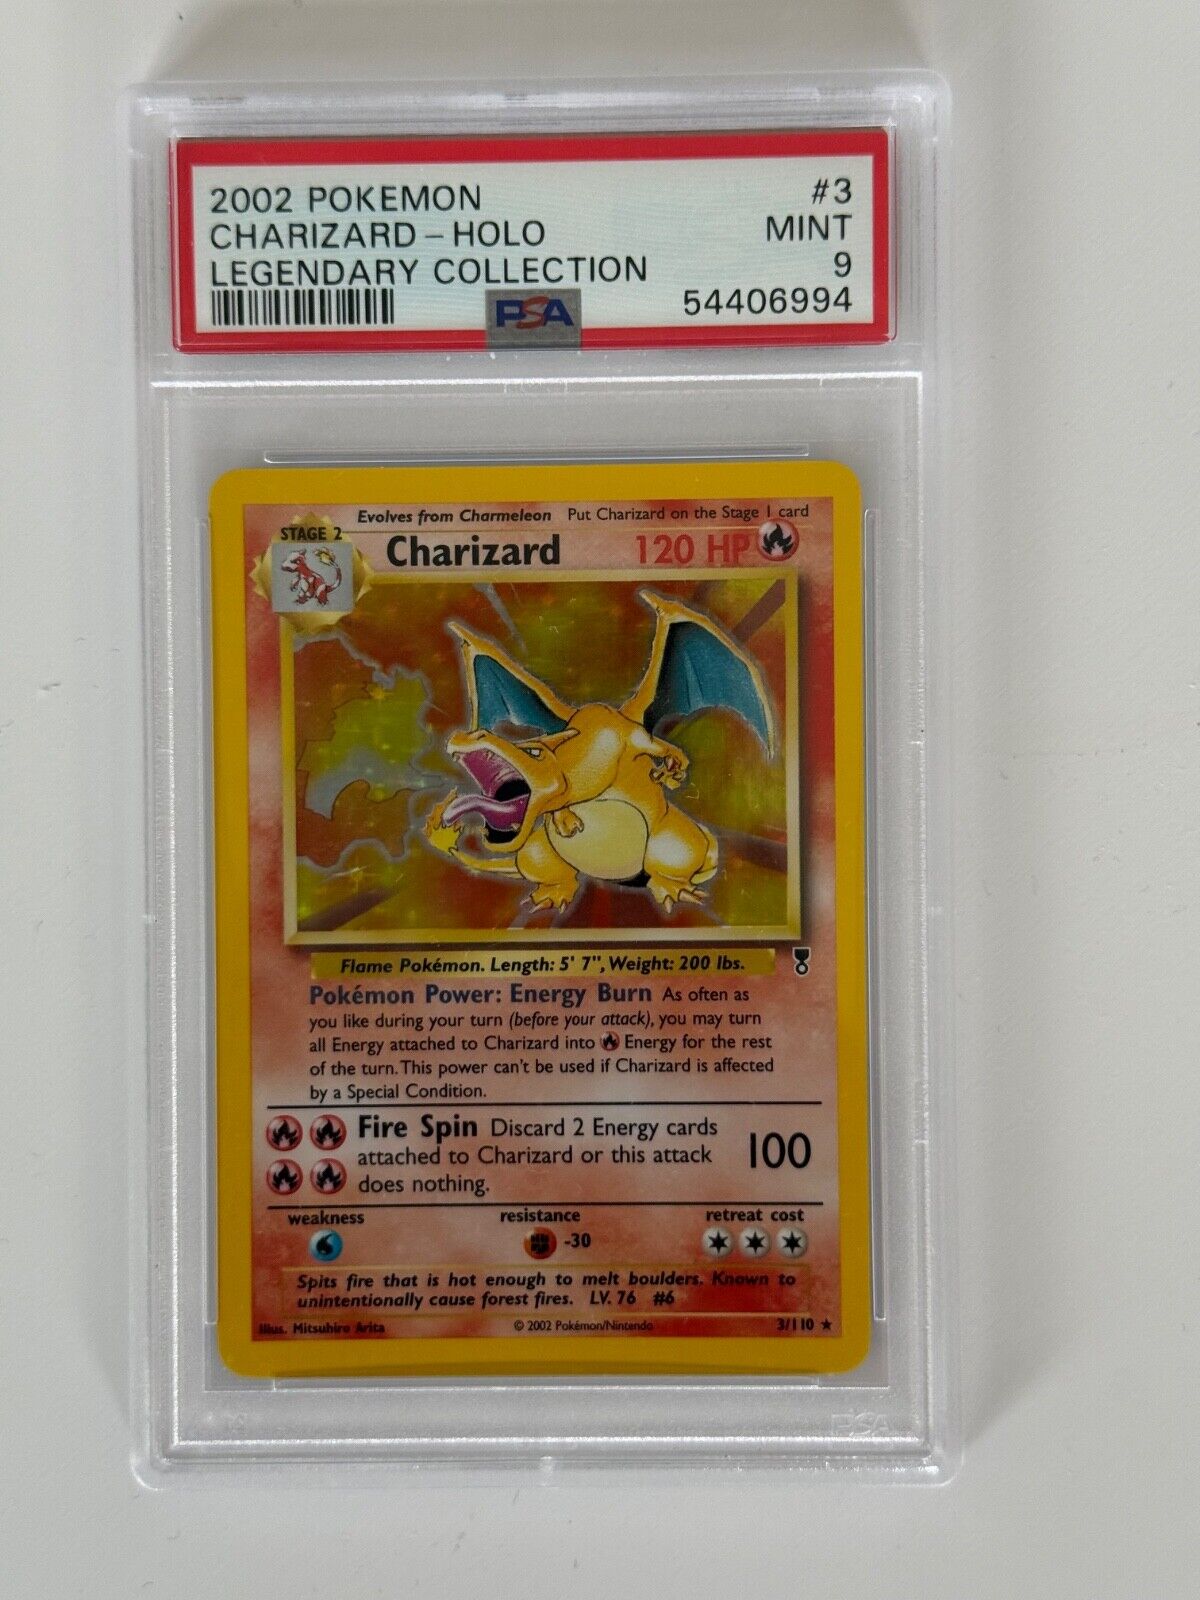 2002 POKEMON #3
CHARIZARD – HOLO MINT
LEGENDARY COLLECTION 9
PSA 54406994
Evolves from Charmeleon Put Charizard on the Stage 1 card
STAGE 2
Charizard 120 HP
Flame Pokémon. Length: 5' 7", Weight: 200 lbs.
Pokémon Power: Energy Burn As often as
you like during your turn (before your attack), you may turn
all Energy attached to Charizard into Energy for the rest
of the turn. This power can't be used if Charizard is affected
by a Special Condition.
Fire Spin Discard 2 Energy cards
attached to Charizard or this attack 100
does nothing.
weakness resistance retreat cost
-30
Spits fire that is hot enough to melt boulders. Known to
unintentionally cause forest fires. LV. 76 #6
Illus. Mitsuhiro Arita © 2002 Pokémon/Nintendo 3/110 ★
PSA